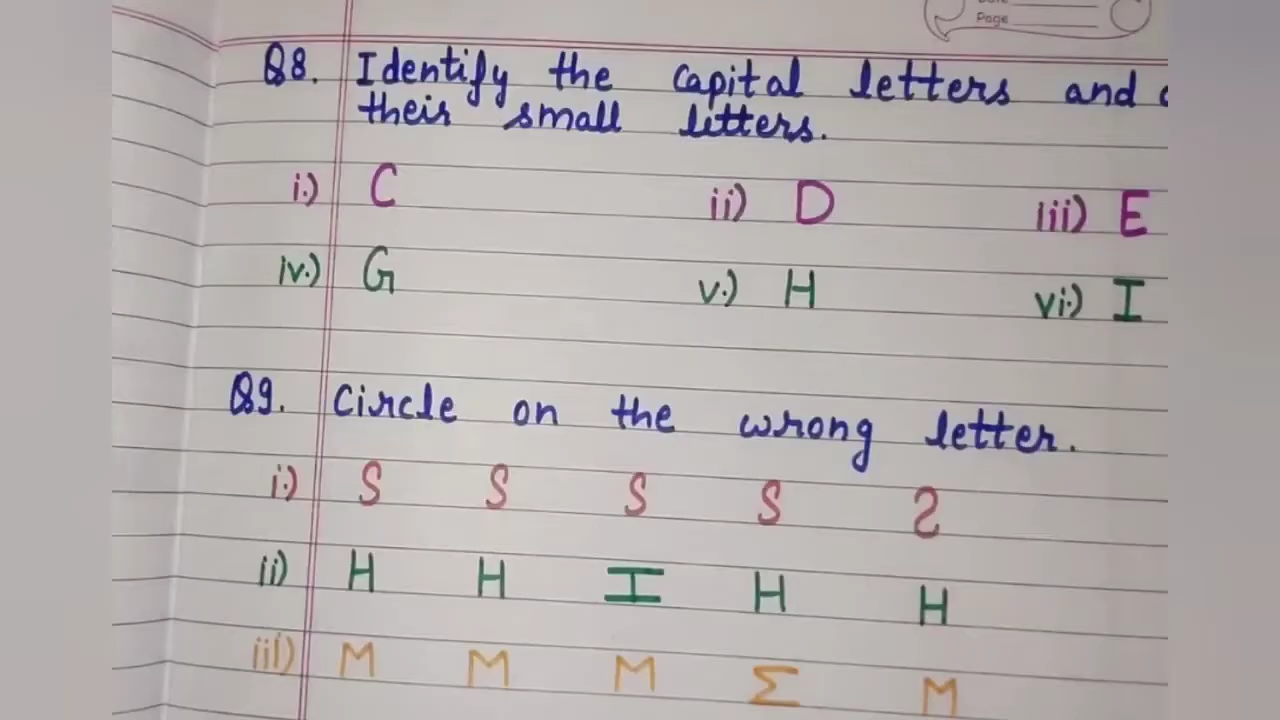 Page
Q8. Identify the capital letters and
their small letters.
i.) C ii) D iii) E
iv.) G v.) H vi.) I
Q9. Circle on the wrong letter.
i.) S S S S Ƨ
ii) H H I H H
iii) M M M Σ M